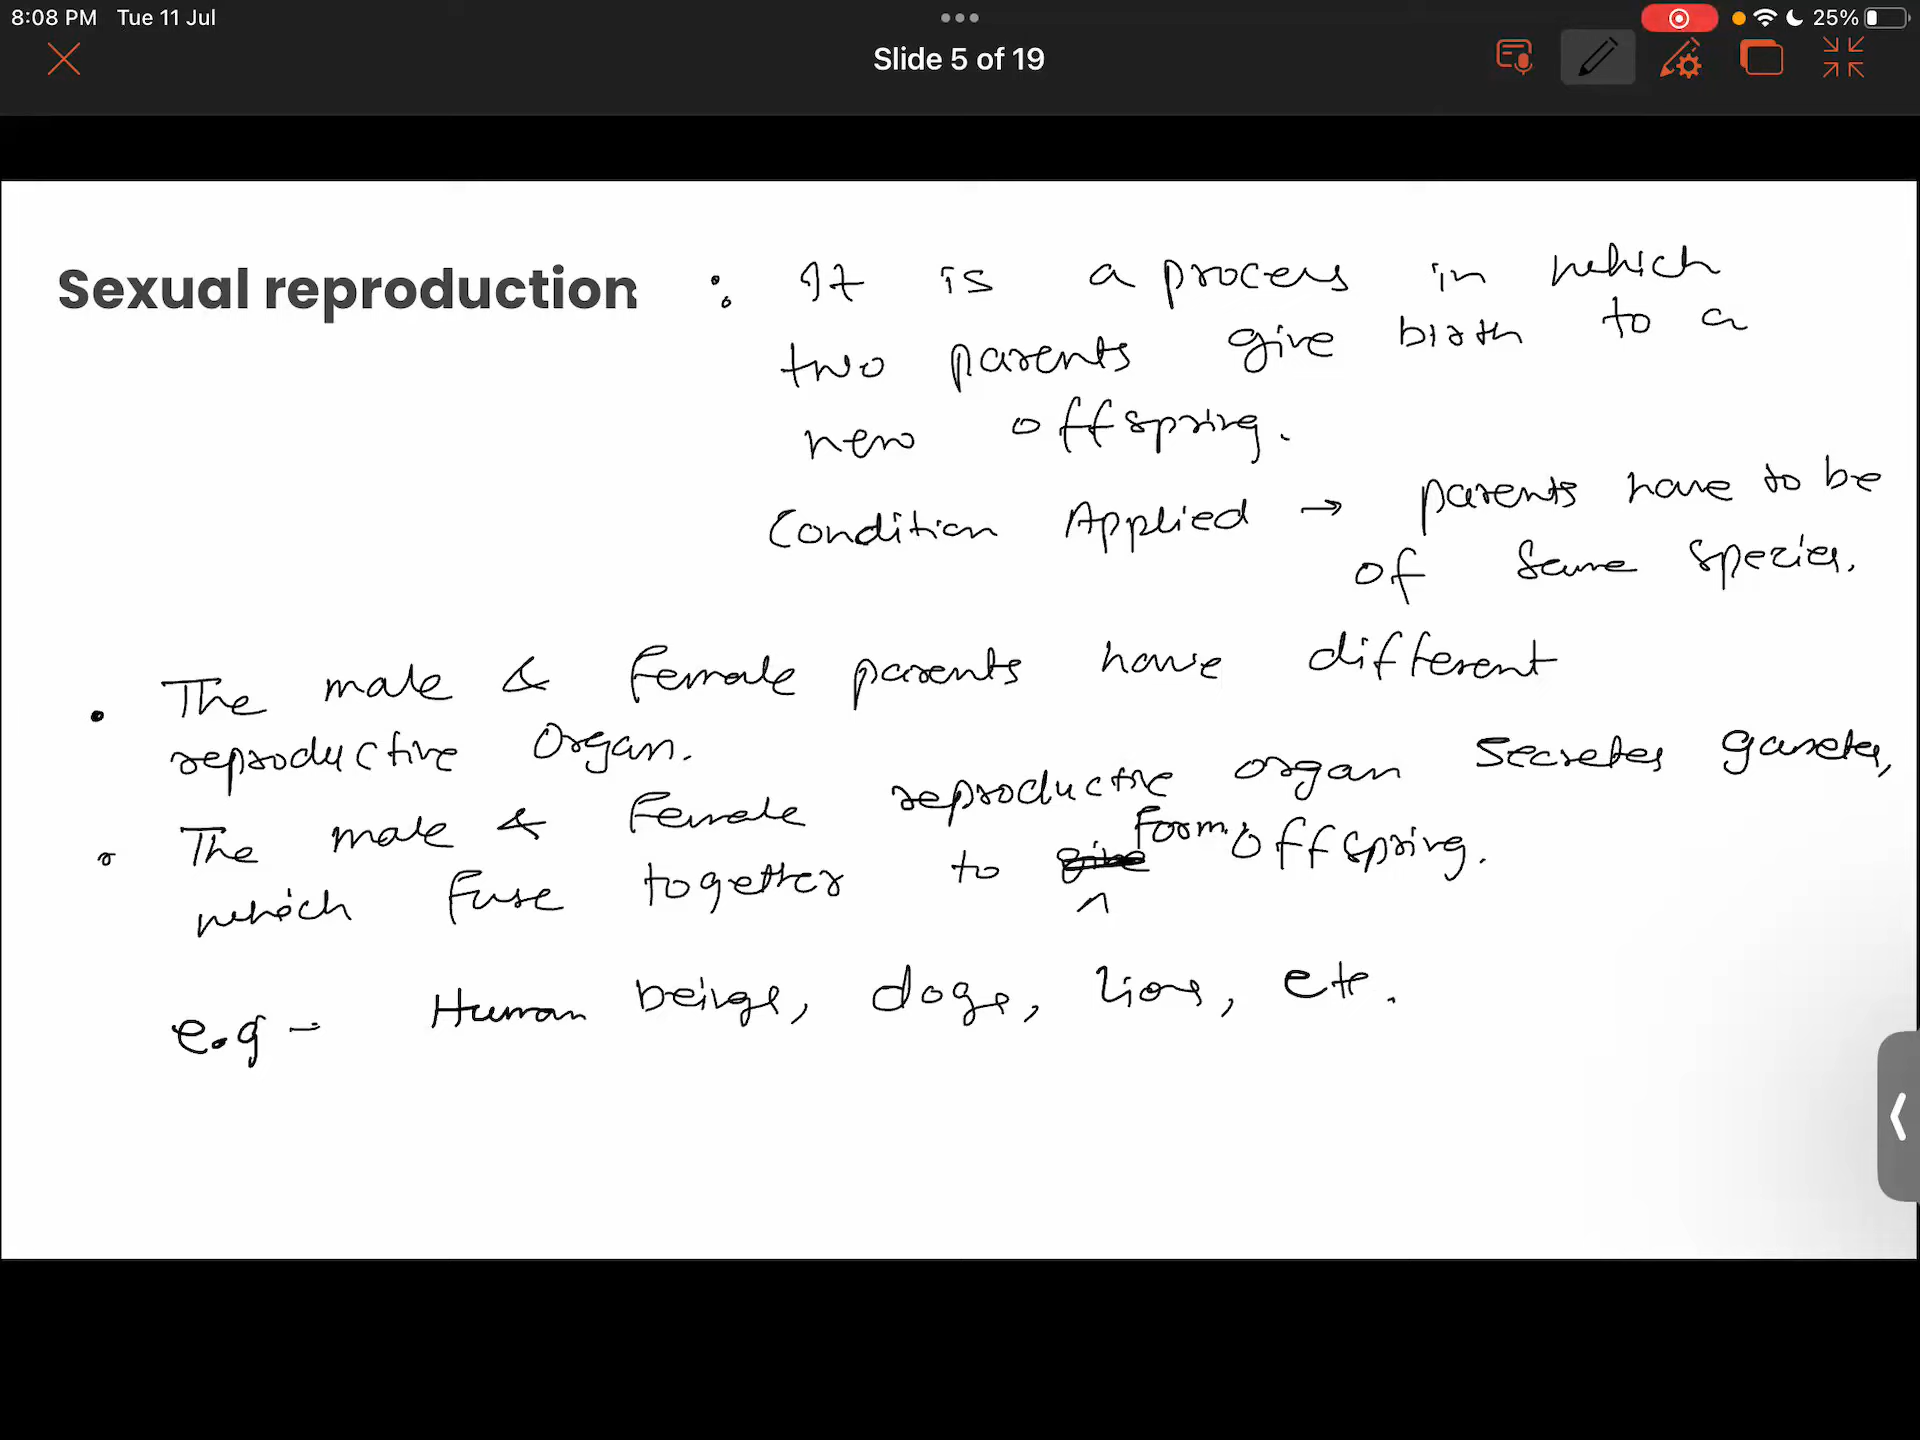 8:08 PM Tue 11 Jul
25%
Slide 5 of 19
Sexual reproduction : It is a process in which
two parents give birth to a
new offspring.
Condition Applied → parents have to be
of same species.
• The male & Female parents have different
reproductive Organ.
• The male & Female reproductive organ secretes gametes,
which Fuse together to give Form offspring.
e.g - Human beings, dogs, lions, etc.